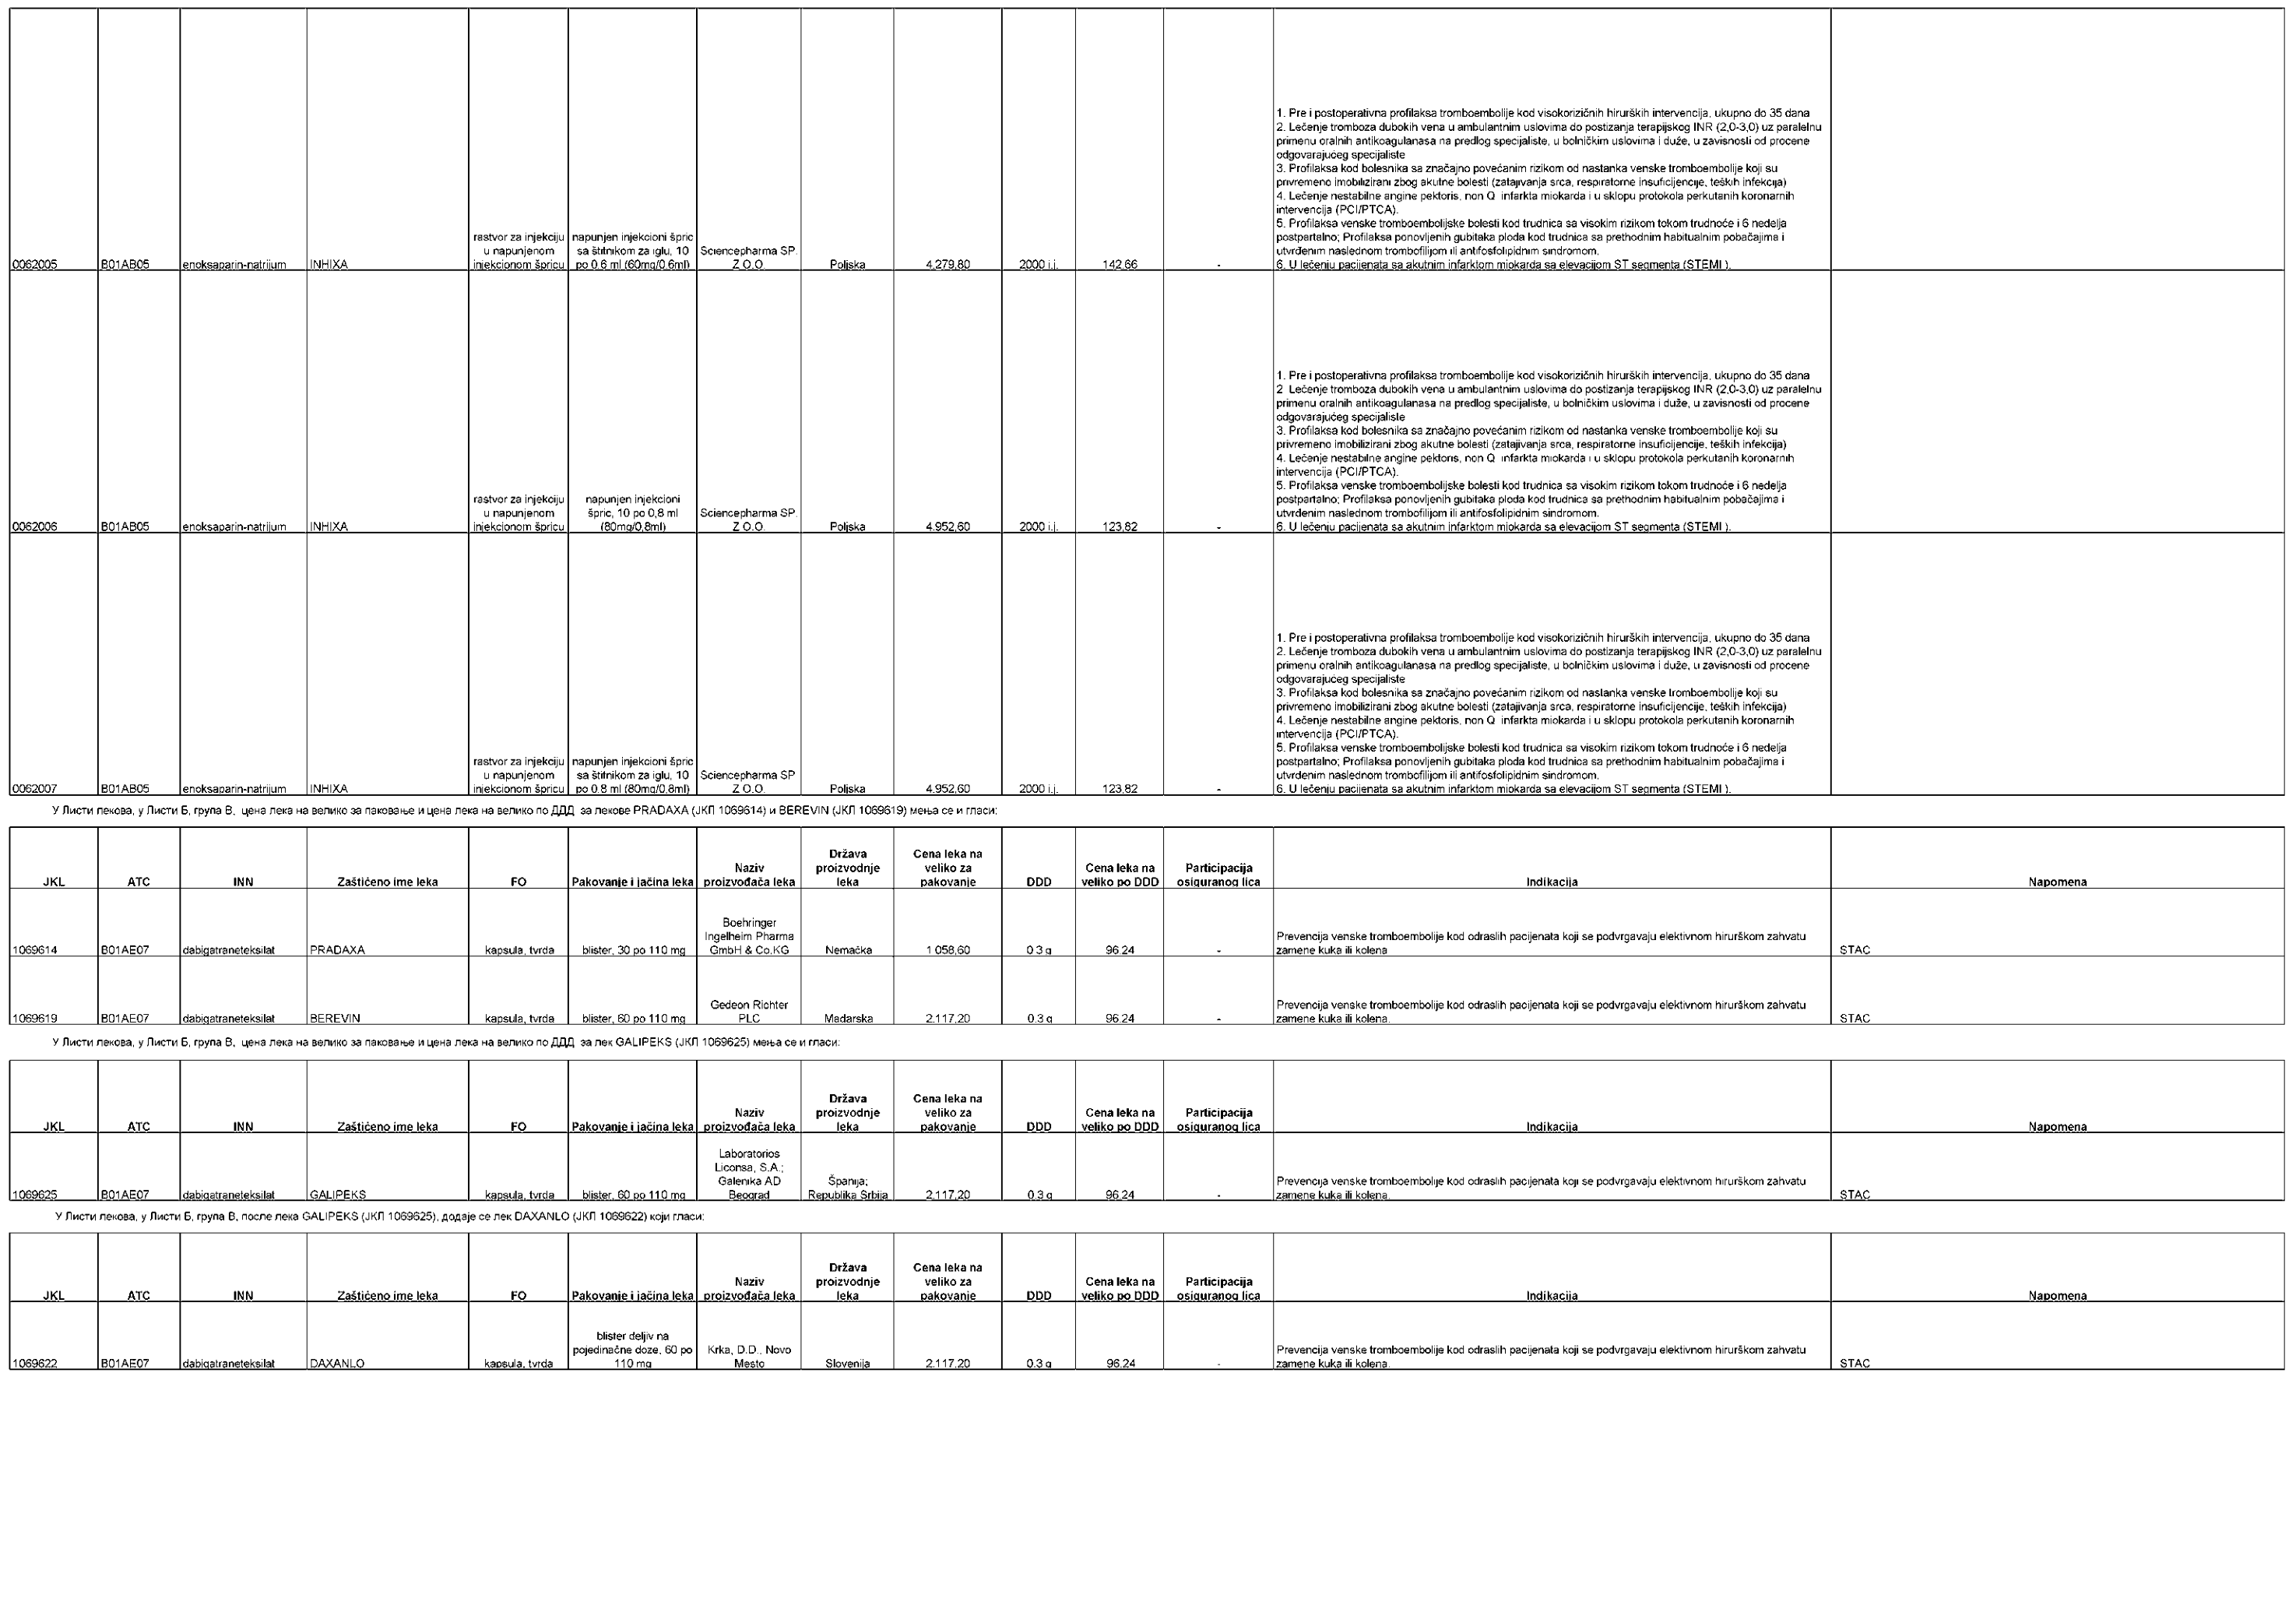 1. Pre i postoperativna profilaksa tromboembolije kod visokorizičnih hirurških intervencija, ukupno do 35 dana
2. Lečenje tromboza dubokih vena u ambulantnim uslovima do postizanja terapijskog INR (2,0-3,0) uz paralelnu
primenu oralnih antikoagulanasa na predlog specijaliste, u bolničkim uslovima i duže, u zavisnosti od procene
odgovarajućeg specijaliste
3. Profilaksa kod bolesnika sa značajno povećanim rizikom od nastanka venske tromboembolije koji su
privremeno imobilizirani zbog akutne bolesti (zatajivanja srca, respiratorne insuficijencije, teških infekcija)
4. Lečenje nestabilne angine pektoris, non Q infarkta miokarda i u sklopu protokola perkutanih koronarnih
intervencija (PCI/PTCA).
5. Profilaksa venske tromboembolijske bolesti kod trudnica sa visokim rizikom tokom trudnoće i 6 nedelja
postpartalno; Profilaksa ponovljenih gubitaka ploda kod trudnica sa prethodnim habitualnim pobačajima i
utvrđenim naslednom trombofilijom ili antifosfolipidnim sindromom.
0062005 B01AB05 enoksaparin-natrijum INHIXA rastvor za injekciju u napunjenom injekcionom špricu napunjen injekcioni špric sa štitnikom za iglu, 10 po 0,6 ml (60mg/0,6ml) Sciencepharma SP. Z.O.O. Poljska 4.279,80 2000 i.j. 142,66 - 6. U lečenju pacijenata sa akutnim infarktom miokarda sa elevacijom ST segmenta (STEMI ).
1. Pre i postoperativna profilaksa tromboembolije kod visokorizičnih hirurških intervencija, ukupno do 35 dana
2 Lečenje tromboza dubokih vena u ambulantnim uslovima do postizanja terapijskog INR (2,0-3,0) uz paralelnu
primenu oralnih antikoagulanasa na predlog specijaliste, u bolničkim uslovima i duže, u zavisnosti od procene
odgovarajućeg specijaliste
3. Profilaksa kod bolesnika sa značajno povećanim rizikom od nastanka venske tromboembolije koji su
privremeno imobilizirani zbog akutne bolesti (zatajivanja srca, respiratorne insuficijencije, teških infekcija)
4. Lečenje nestabilne angine pektoris, non Q infarkta miokarda i u sklopu protokola perkutanih koronarnih
intervencija (PCI/PTCA).
5. Profilaksa venske tromboembolijske bolesti kod trudnica sa visokim rizikom tokom trudnoće i 6 nedelja
postpartalno; Profilaksa ponovljenih gubitaka ploda kod trudnica sa prethodnim habitualnim pobačajima i
utvrđenim naslednom trombofilijom ili antifosfolipidnim sindromom.
0062006 B01AB05 enoksaparin-natrijum INHIXA rastvor za injekciju u napunjenom injekcionom špricu napunjen injekcioni špric, 10 po 0,8 ml (80mg/0,8ml) Sciencepharma SP. Z.O.O. Poljska 4.952,60 2000 i.j. 123,82 - 6. U lečenju pacijenata sa akutnim infarktom miokarda sa elevacijom ST segmenta (STEMI ).
1. Pre i postoperativna profilaksa tromboembolije kod visokorizičnih hirurških intervencija, ukupno do 35 dana
2. Lečenje tromboza dubokih vena u ambulantnim uslovima do postizanja terapijskog INR (2,0-3,0) uz paralelnu
primenu oralnih antikoagulanasa na predlog specijaliste, u bolničkim uslovima i duže, u zavisnosti od procene
odgovarajućeg specijaliste
3. Profilaksa kod bolesnika sa značajno povećanim rizikom od nastanka venske tromboembolije koji su
privremeno imobilizirani zbog akutne bolesti (zatajivanja srca, respiratorne insuficijencije, teških infekcija)
4. Lečenje nestabilne angine pektoris, non Q infarkta miokarda i u sklopu protokola perkutanih koronarnih
intervencija (PCI/PTCA).
5. Profilaksa venske tromboembolijske bolesti kod trudnica sa visokim rizikom tokom trudnoće i 6 nedelja
postpartalno; Profilaksa ponovljenih gubitaka ploda kod trudnica sa prethodnim habitualnim pobačajima i
utvrđenim naslednom trombofilijom ili antifosfolipidnim sindromom.
0062007 B01AB05 enoksaparin-natrijum INHIXA rastvor za injekciju u napunjenom injekcionom špricu napunjen injekcioni špric sa štitnikom za iglu, 10 po 0,8 ml (80mg/0,8ml) Sciencepharma SP Z.O.O. Poljska 4.952,60 2000 i.j. 123,82 - 6. U lečenju pacijenata sa akutnim infarktom miokarda sa elevacijom ST segmenta (STEMI ).
У Листи лекова, у Листи Б, група В, цена лека на велико за паковање и цена лека на велико по ДДД за лекове PRADAXA (ЈКЛ 1069614) и BEREVIN (ЈКЛ 1069619) мења се и гласи:
JKL ATC INN Zaštićeno ime leka FO Pakovanje i jačina leka Naziv proizvođača leka Država proizvodnje leka Cena leka na veliko za pakovanje DDD Cena leka na veliko po DDD Participacija osiguranog lica Indikacija Napomena
1069614 B01AE07 dabigataneteksilat PRADAXA kapsula, tvrda blister, 30 po 110 mg Boehringer Ingelheim Pharma GmbH & Co.KG Nemačka 1.058,60 0,3 g 96,24 - Prevencija venske tromboembolije kod odraslih pacijenata koji se podvrgavaju elektivnom hirurškom zahvatu zamene kuka ili kolena STAC
1069619 B01AE07 dabigatraneteksilat BEREVIN kapsula, tvrda blister, 60 po 110 mg Gedeon Richter PLC Mađarska 2.117,20 0,3 g 96,24 - Prevencija venske tromboembolije kod odraslih pacijenata koji se podvrgavaju elektivnom hirurškom zahvatu zamene kuka ili kolena. STAC
У Листи лекова, у Листи Б, група В, цена лека на велико за паковање и цена лека на велико по ДДД за лек GALIPEKS (ЈКЛ 1069625) мења се и гласи:
JKL ATC INN Zaštićeno ime leka FO Pakovanje i jačina leka Naziv proizvođača leka Država proizvodnje leka Cena leka na veliko za pakovanje DDD Cena leka na veliko po DDD Participacija osiguranog lica Indikacija Napomena
1069625 B01AE07 dabigatraneteksilat GALIPEKS kapsula, tvrda blister, 60 po 110 mg Laboratorios Liconsa, S.A.; Galenika AD Beograd Španija; Republika Srbija 2.117,20 0,3 g 96,24 - Prevencija venske tromboembolije kod odraslih pacijenata koji se podvrgavaju elektivnom hirurškom zahvatu zamene kuka ili kolena. STAC
У Листи лекова, у Листи Б, група В, после лека GALIPEKS (ЈКЛ 1069625), додаје се лек DAXANLO (ЈКЛ 1069622) који гласи:
JKL ATC INN Zaštićeno ime leka FO Pakovanje i jačina leka Naziv proizvođača leka Država proizvodnje leka Cena leka na veliko za pakovanje DDD Cena leka na veliko po DDD Participacija osiguranog lica Indikacija Napomena
1069622 B01AE07 dabigatraneteksilat DAXANLO kapsula, tvrda blister deljiv na pojedinačne doze, 60 po 110 mg Krka, D.D., Novo Mesto Slovenija 2.117,20 0,3 g 96,24 - Prevencija venske tromboembolije kod odraslih pacijenata koji se podvrgavaju elektivnom hirurškom zahvatu zamene kuka ili kolena. STAC